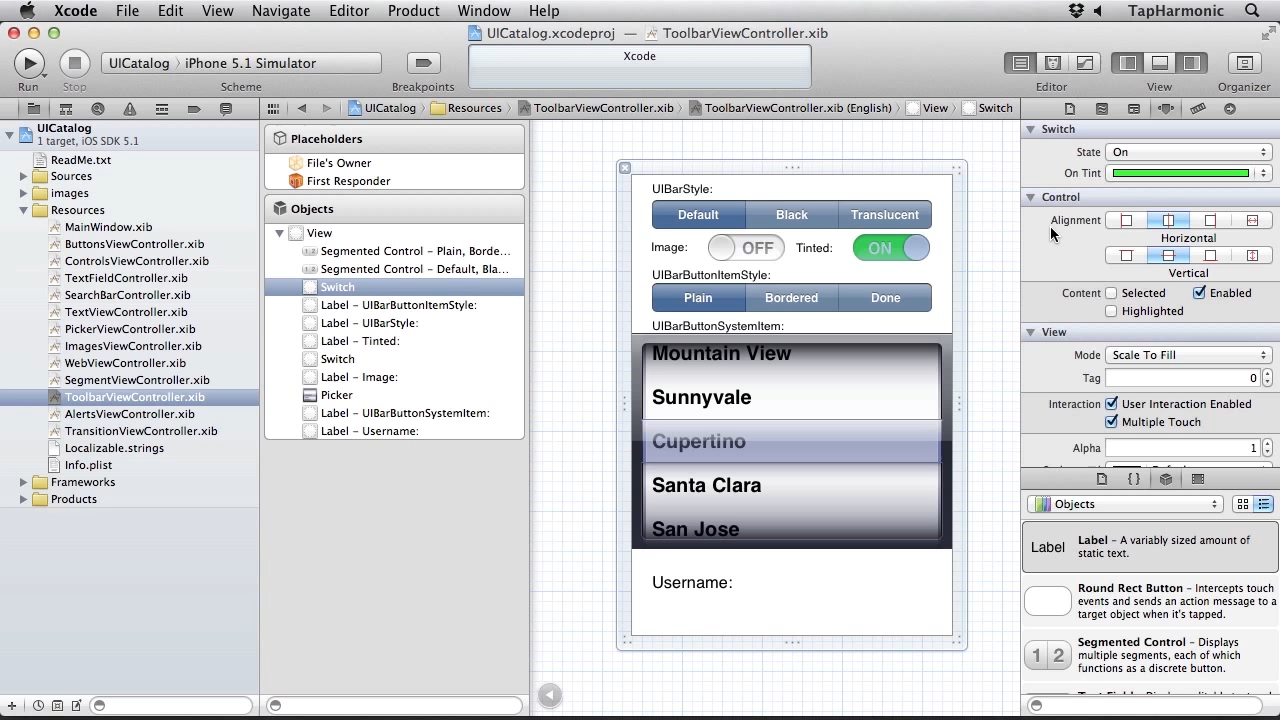 Xcode File Edit View Navigate Editor Product Window Help TapHarmonic
UICatalog.xcodeproj — ToolbarViewController.xib
UICatalog iPhone 5.1 Simulator
Xcode
Run Stop Scheme Breakpoints Editor View Organizer
UICatalog Resources ToolbarViewController.xib ToolbarViewController.xib (English) View Switch
UICatalog
1 target, iOS SDK 5.1
ReadMe.txt
Sources
images
Resources
MainWindow.xib
ButtonsViewController.xib
ControlsViewController.xib
TextFieldController.xib
SearchBarController.xib
TextViewController.xib
PickerViewController.xib
ImagesViewController.xib
WebViewController.xib
SegmentViewController.xib
ToolbarViewController.xib
AlertsViewController.xib
TransitionViewController.xib
Localizable.strings
Info.plist
Frameworks
Products
Placeholders
File's Owner
First Responder
Objects
View
Segmented Control – Plain, Borde...
Segmented Control – Default, Bla...
Switch
Label – UIBarButtonItemStyle:
Label – UIBarStyle:
Label – Tinted:
Switch
Label – Image:
Picker
Label – UIBarButtonSystemItem:
Label – Username:
UIBarStyle:
Default Black Translucent
Image: OFF Tinted: ON
UIBarButtonItemStyle:
Plain Bordered Done
UIBarButtonSystemItem:
Mountain View
Sunnyvale
Cupertino
Santa Clara
San Jose
Username:
Switch
State On
On Tint
Control
Alignment
Horizontal
Vertical
Content Selected Enabled
Highlighted
View
Mode Scale To Fill
Tag 0
Interaction User Interaction Enabled
Multiple Touch
Alpha 1
Objects
Label
Label – A variably sized amount of
static text.
Round Rect Button – Intercepts touch
events and sends an action message to a
target object when it's tapped.
1 2
Segmented Control – Displays
multiple segments, each of which
functions as a discrete button.